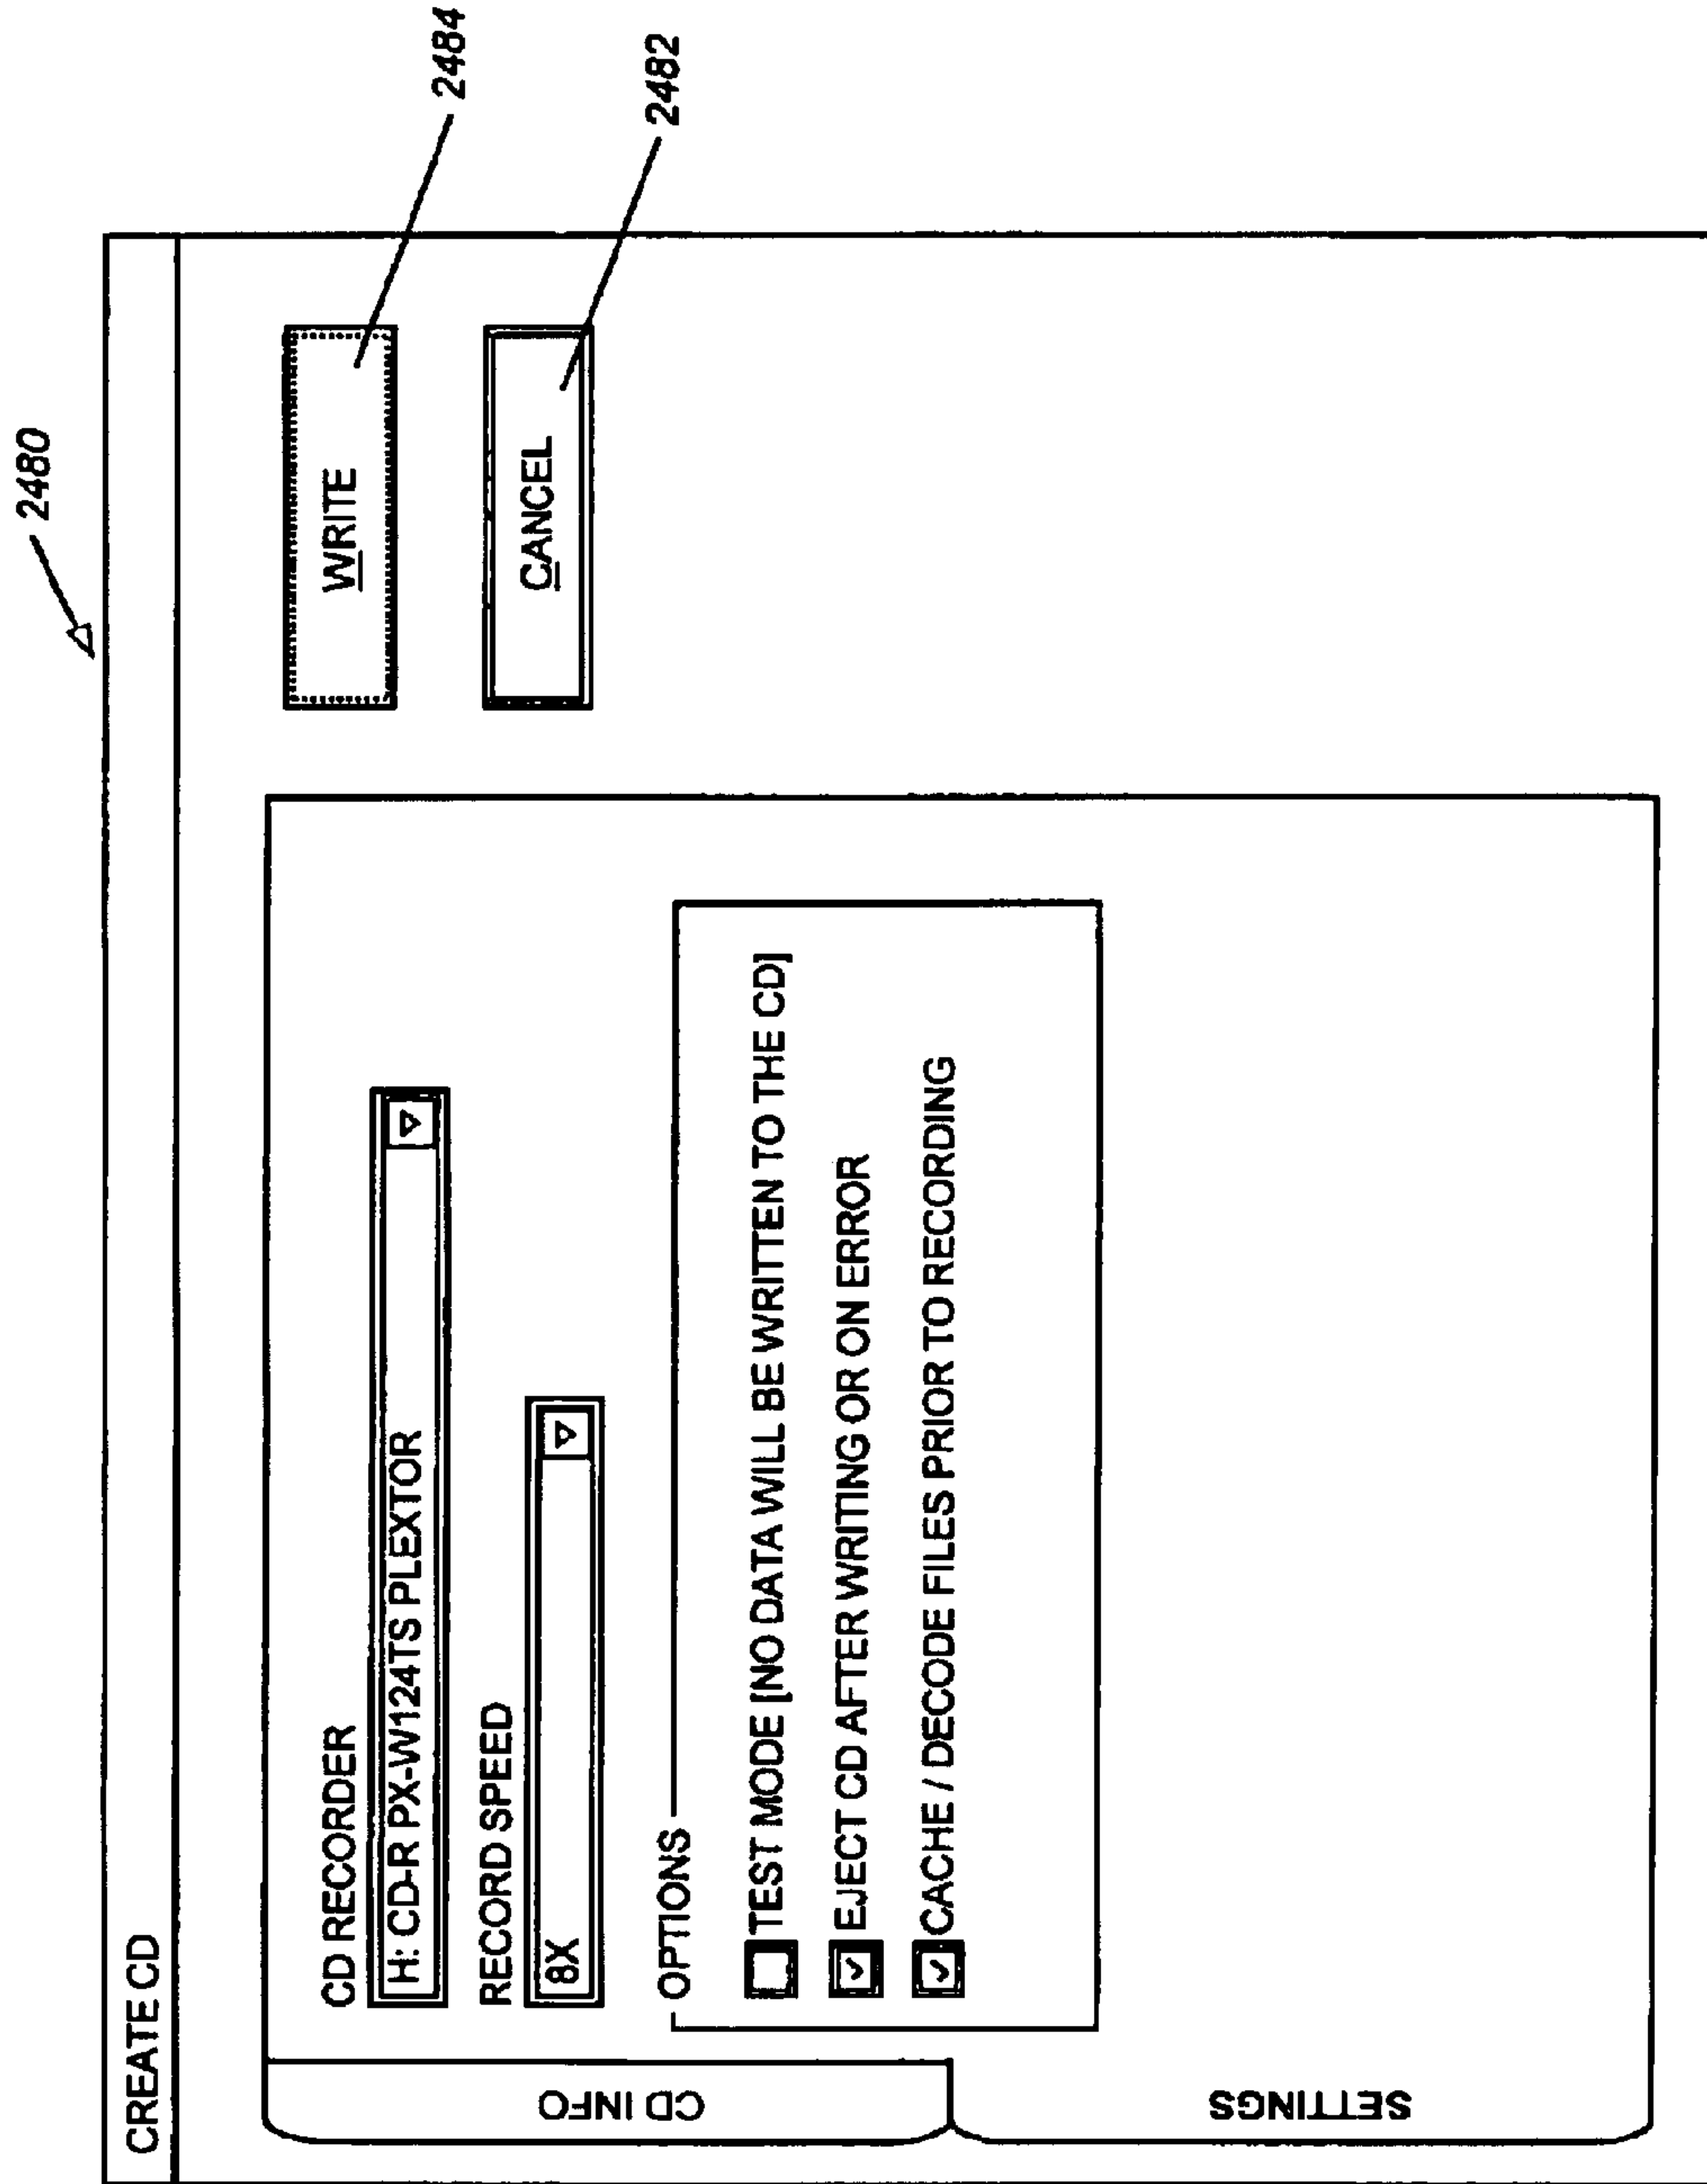 2480
CREATE CD
WRITE
2484
CANCEL
2482
CD INFO
SETTINGS
CD RECORDER
H: CD-R PX-W124TS PLEXTOR
RECORD SPEED
8X
OPTIONS
TEST MODE [NO DATA WILL BE WRITTEN TO THE CD]
EJECT CD AFTER WRITING OR ON ERROR
CACHE / DECODE FILES PRIOR TO RECORDING